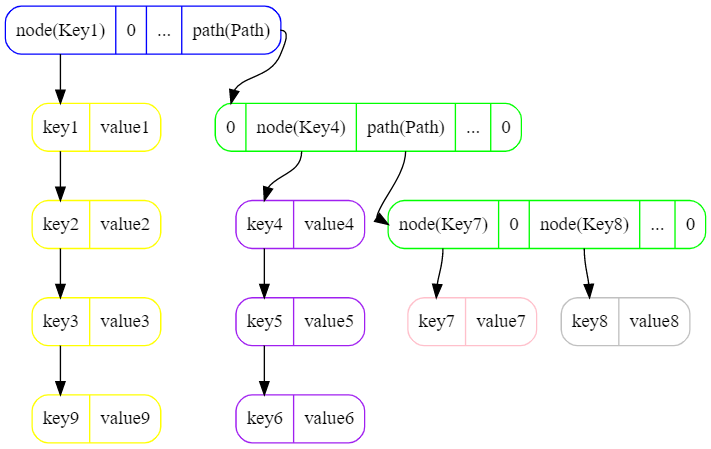 node(Key1) 0 ... path(Path)
key1 value1
0 node(Key4) path(Path) ... 0
key2 value2
key4 value4
node(Key7) 0 node(Key8) ... 0
key3 value3
key5 value5
key7 value7
key8 value8
key9 value9
key6 value6